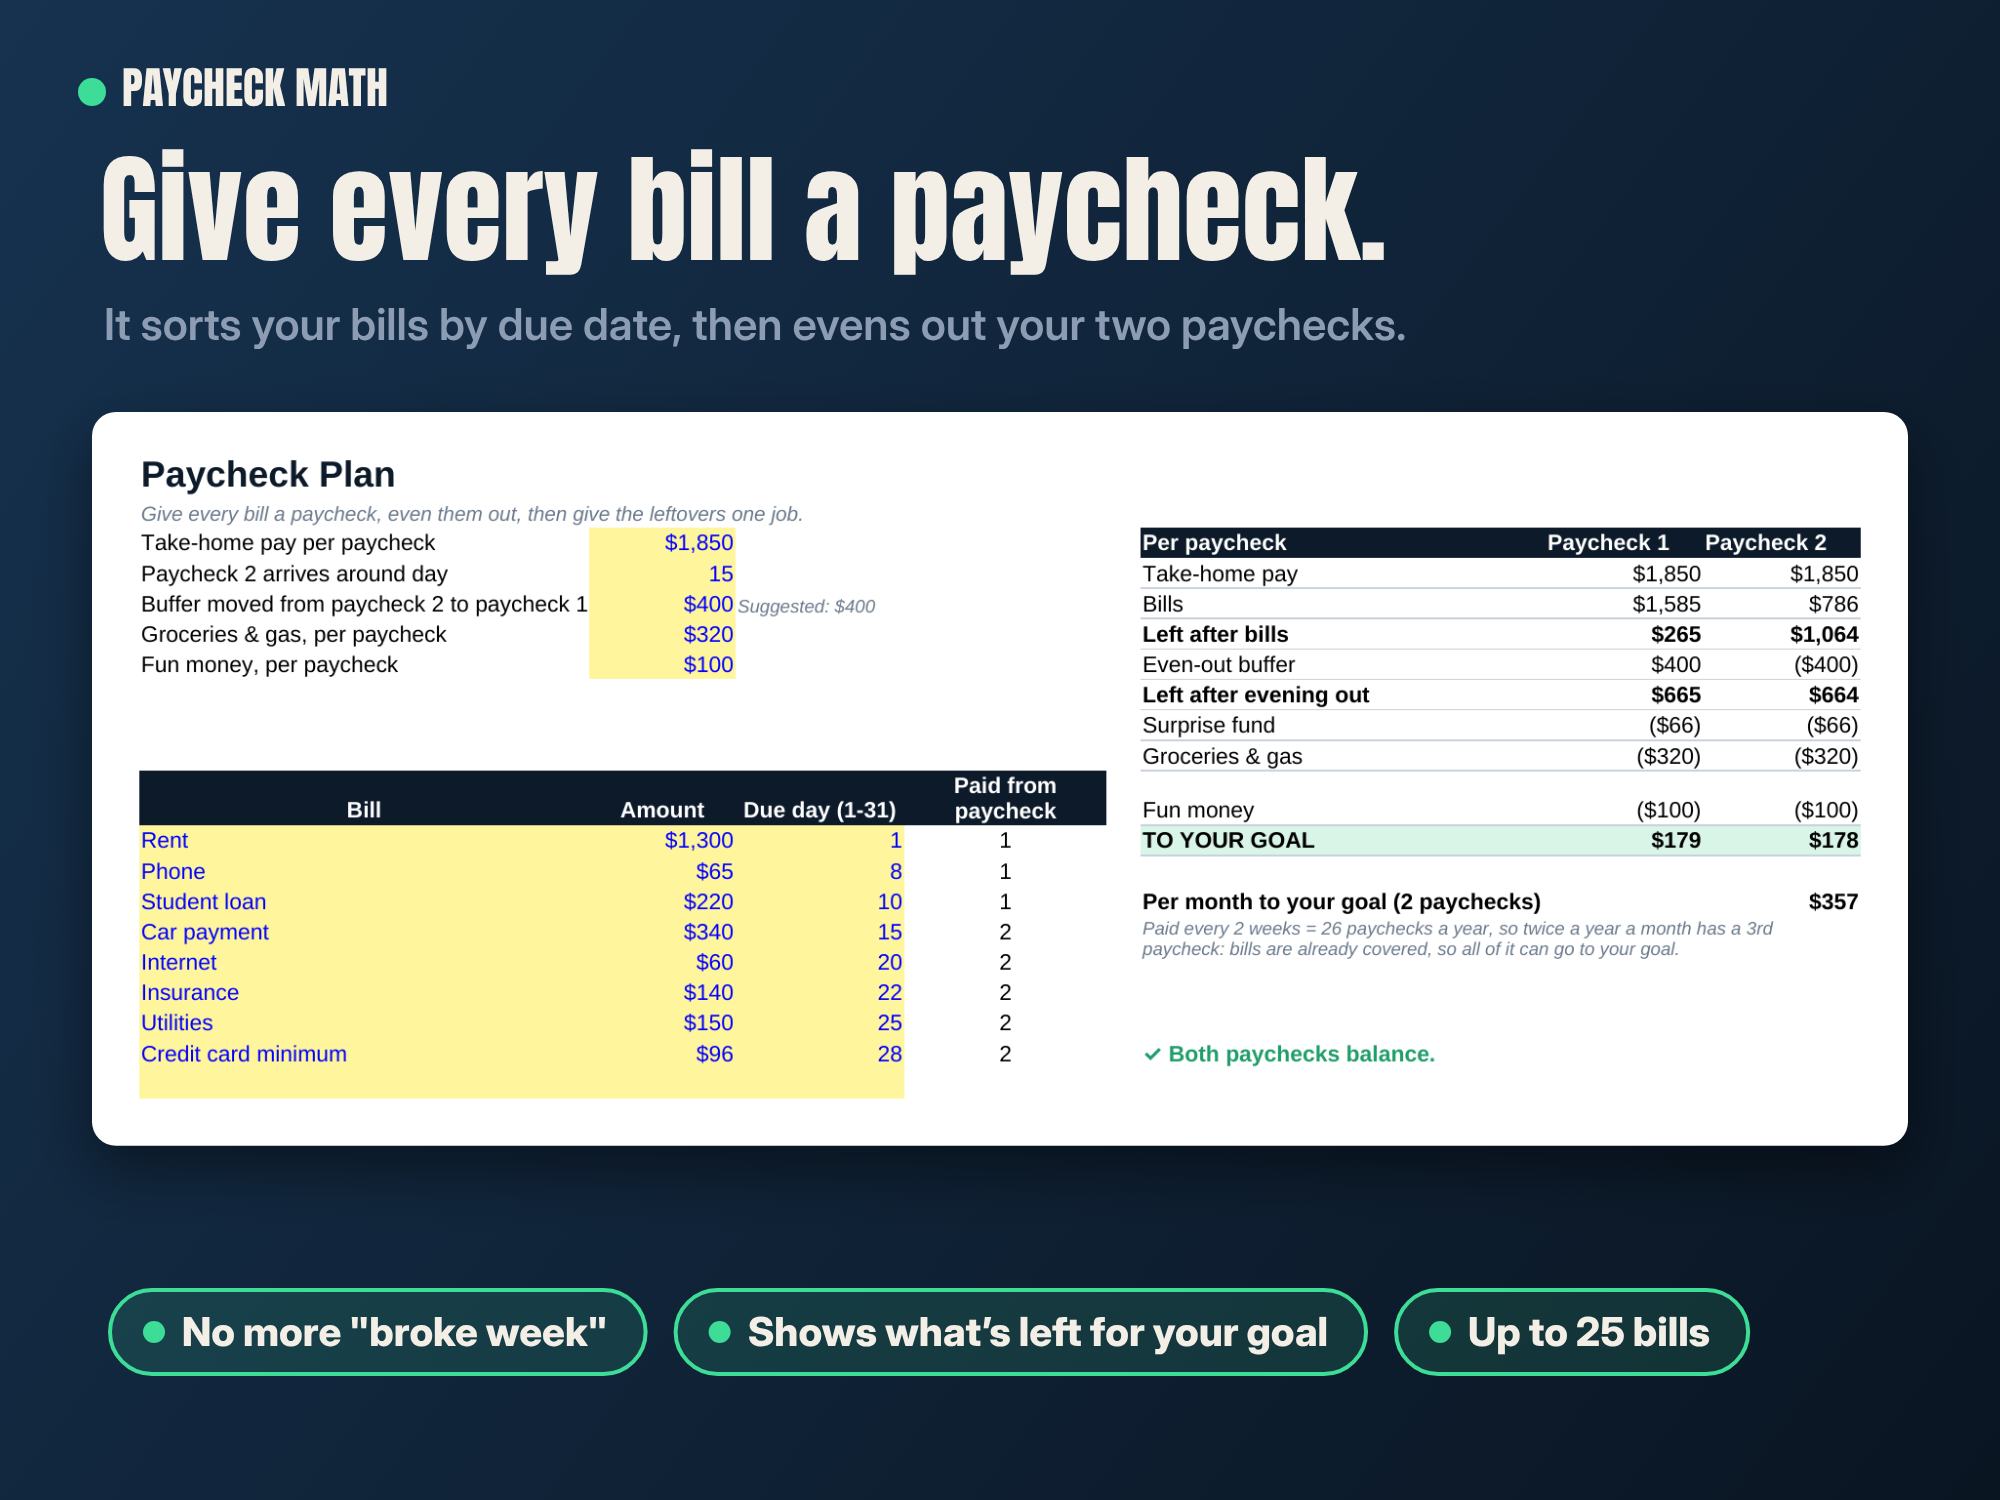 PAYCHECK MATH
Give every bill a paycheck.
It sorts your bills by due date, then evens out your two paychecks.
Paycheck Plan
Give every bill a paycheck, even them out, then give the leftovers one job.
Take-home pay per paycheck $1,850
Paycheck 2 arrives around day 15
Buffer moved from paycheck 2 to paycheck 1 $400 Suggested: $400
Groceries & gas, per paycheck $320
Fun money, per paycheck $100
Bill Amount Due day (1-31) Paid from paycheck
Rent $1,300 1 1
Phone $65 8 1
Student loan $220 10 1
Car payment $340 15 2
Internet $60 20 2
Insurance $140 22 2
Utilities $150 25 2
Credit card minimum $96 28 2
Per paycheck Paycheck 1 Paycheck 2
Take-home pay $1,850 $1,850
Bills $1,585 $786
Left after bills $265 $1,064
Even-out buffer $400 ($400)
Left after evening out $665 $664
Surprise fund ($66) ($66)
Groceries & gas ($320) ($320)
Fun money ($100) ($100)
TO YOUR GOAL $179 $178
Per month to your goal (2 paychecks) $357
Paid every 2 weeks = 26 paychecks a year, so twice a year a month has a 3rd
paycheck: bills are already covered, so all of it can go to your goal.
✓ Both paychecks balance.
No more "broke week"
Shows what's left for your goal
Up to 25 bills